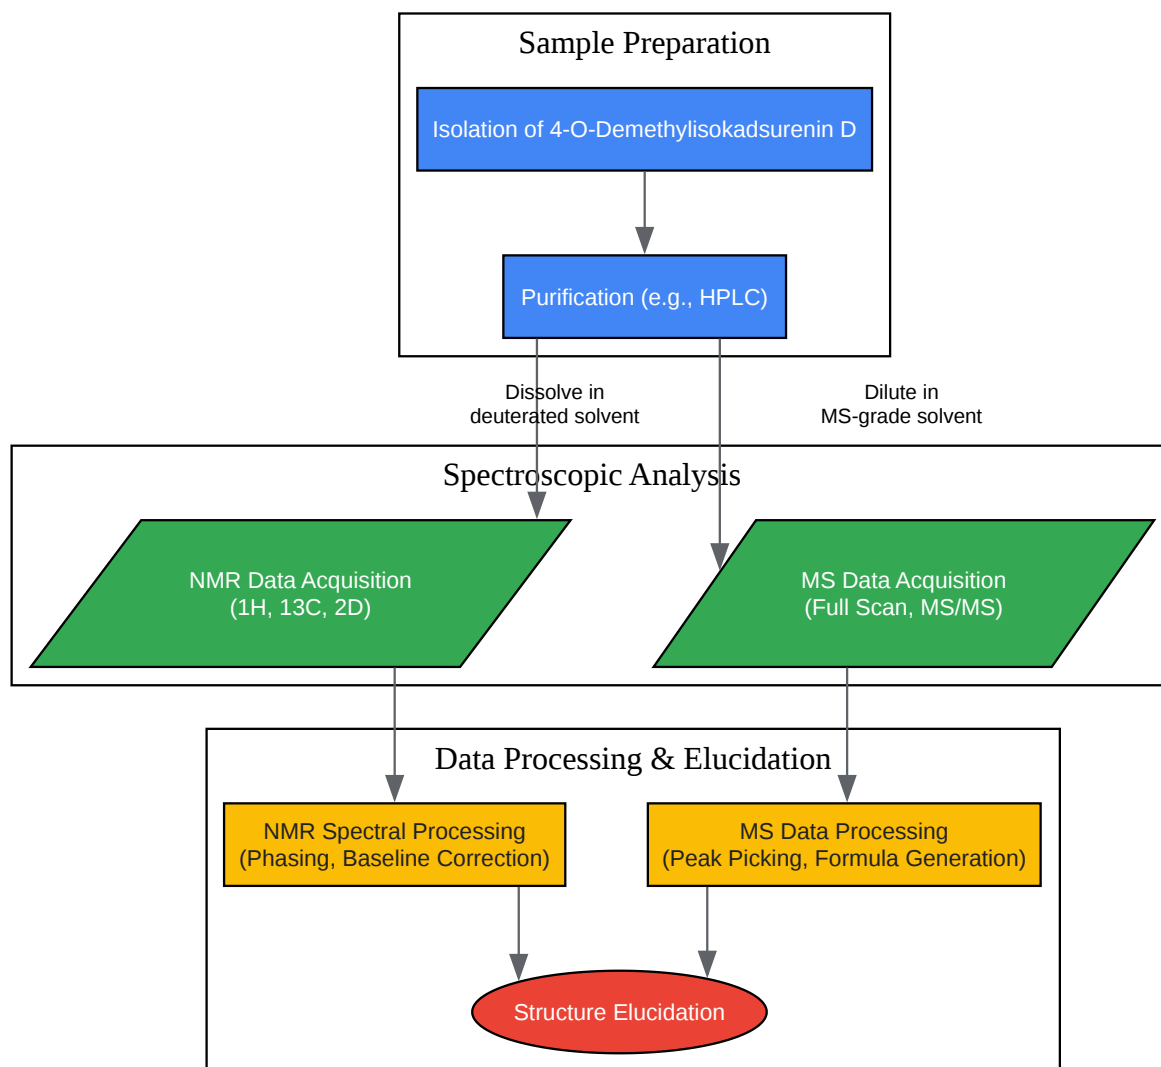 Sample Preparation
Isolation of 4-O-Demethylisokadsurenin D
Purification (e.g., HPLC)
Dissolve in
deuterated solvent
Dilute in
MS-grade solvent
Spectroscopic Analysis
NMR Data Acquisition
(1H, 13C, 2D)
MS Data Acquisition
(Full Scan, MS/MS)
Data Processing & Elucidation
NMR Spectral Processing
(Phasing, Baseline Correction)
MS Data Processing
(Peak Picking, Formula Generation)
Structure Elucidation